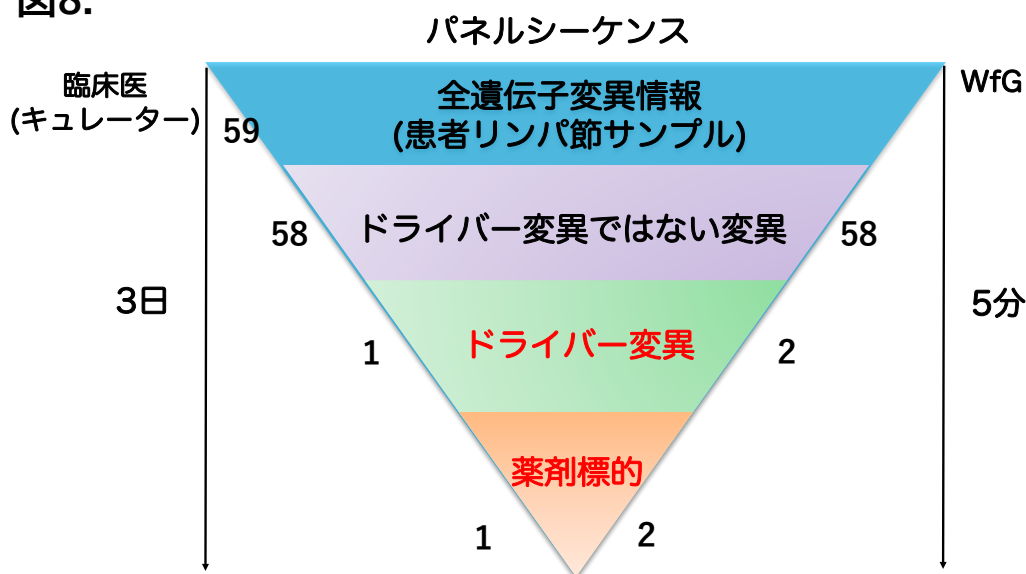 図8.
パネルシーケンス
臨床医
(キュレーター)
WfG
全遺伝子変異情報
(患者リンパ節サンプル)
59
ドライバー変異ではない変異
58
58
3日
5分
ドライバー変異
1
2
薬剤標的
1
2